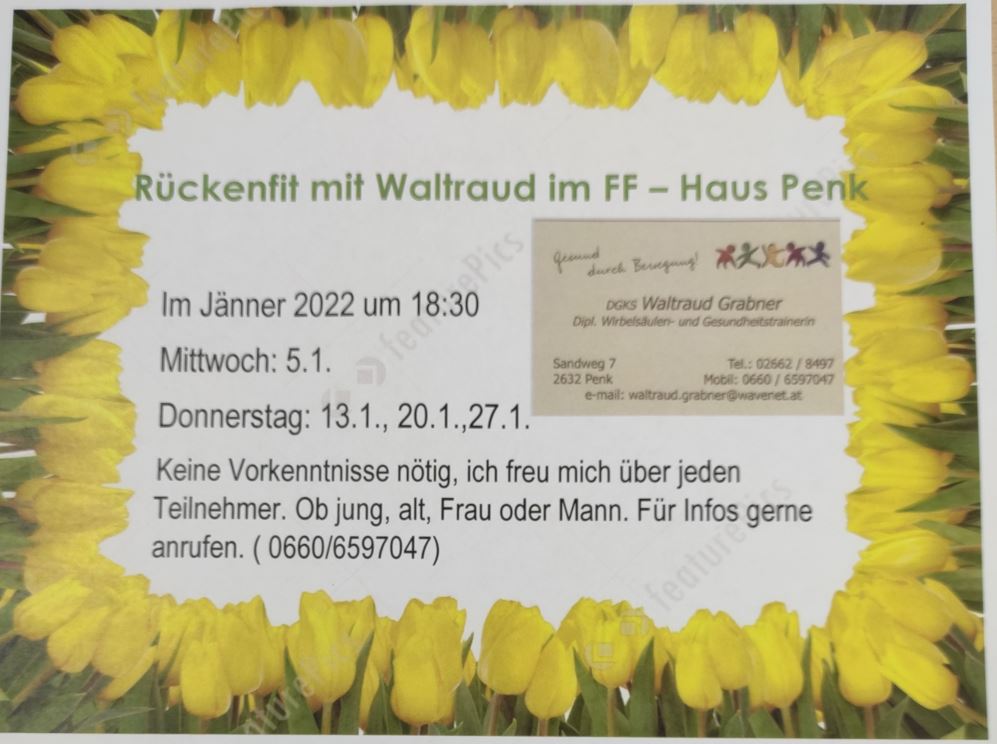 Rückenfit mit Waltraud im FF – Haus Penk
Gesund
durch Bewegung!
DGKS Waltraud Grabner
Dipl. Wirbelsäulen- und Gesundheitstrainerin
Sandweg 7
Tel.: 02662 / 8497
2632 Penk
Mobil: 0660 / 6597047
e-mail: waltraud.grabner@wavenet.at
Im Jänner 2022 um 18:30
Mittwoch: 5.1.
Donnerstag: 13.1., 20.1.,27.1.
Keine Vorkenntnisse nötig, ich freu mich über jeden
Teilnehmer. Ob jung, alt, Frau oder Mann. Für Infos gerne
anrufen. ( 0660/6597047)
featurePics
featurePics